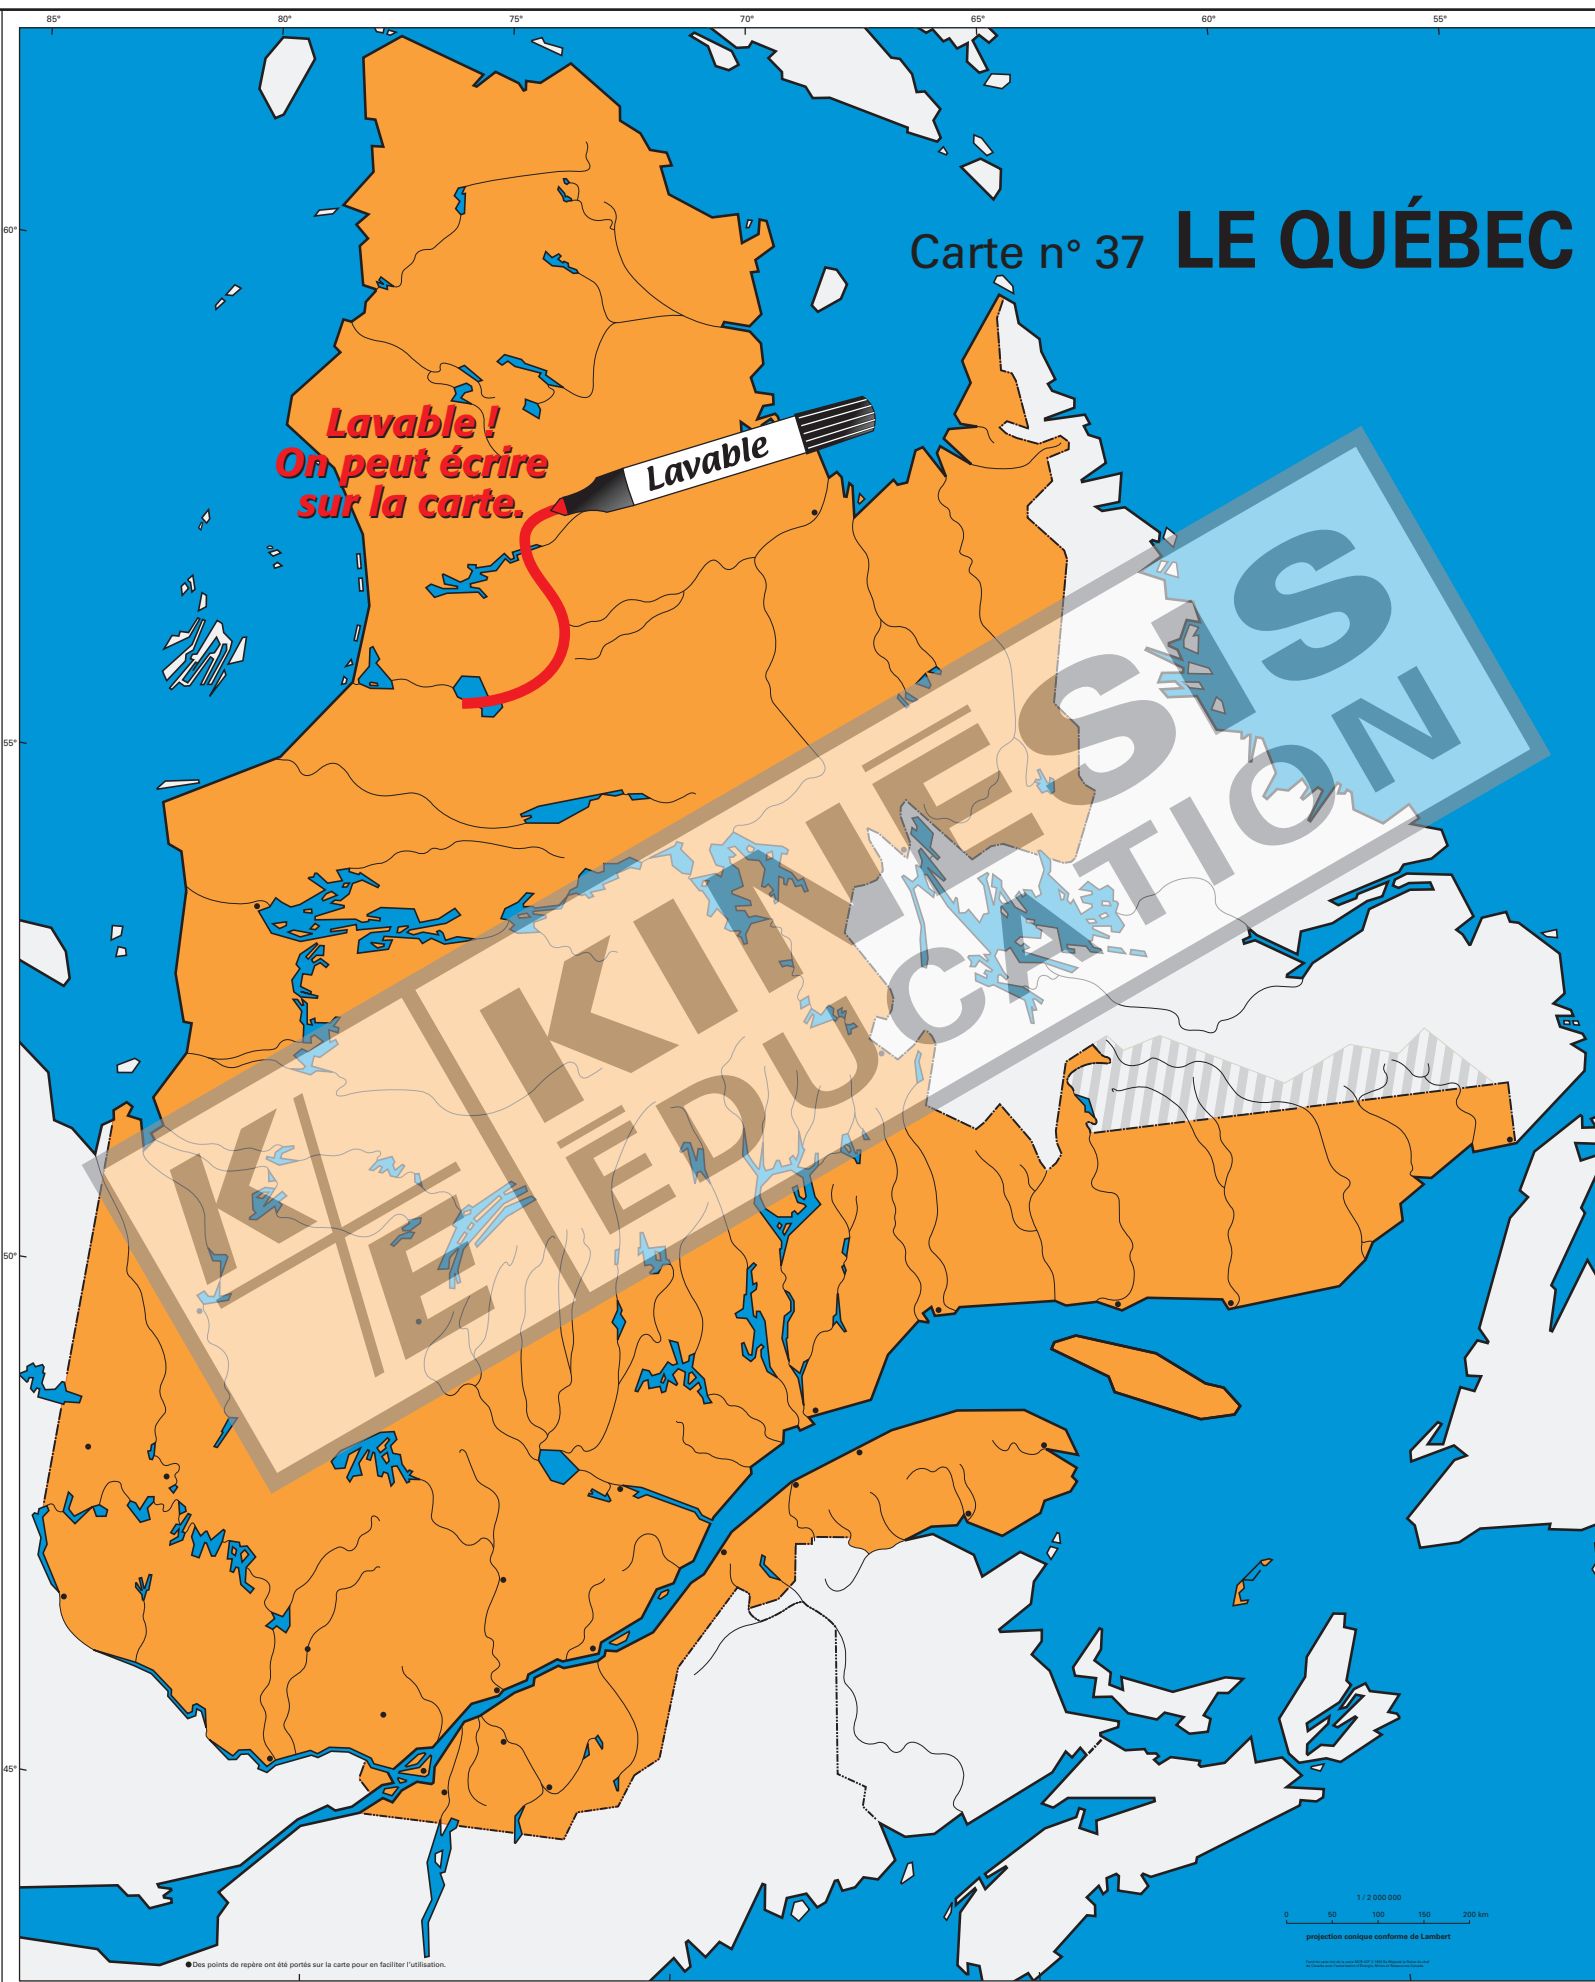 85° 80° 75° 70° 65° 60° 55°
60°
Carte n° 37 LE QUÉBEC
Lavable !
On peut écrire
sur la carte.
Lavable
55°
KINESIS
ÉDUCATION
KE
50°
45°
1 / 2 000 000
0 50 100 150 200 km
projection conique conforme de Lambert
Des points de repère ont été portés sur la carte pour en faciliter l'utilisation.